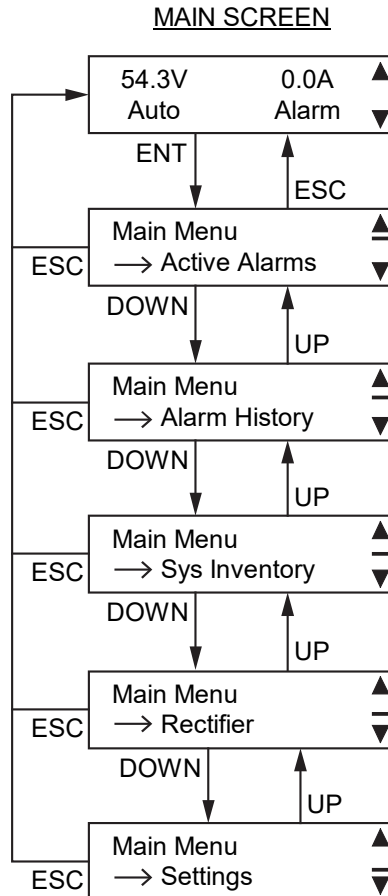 MAIN SCREEN
54.3V 0.0A
Auto Alarm
ENT
ESC
Main Menu
→ Active Alarms
ESC
DOWN
UP
Main Menu
→ Alarm History
ESC
DOWN
UP
Main Menu
→ Sys Inventory
ESC
DOWN
UP
Main Menu
→ Rectifier
ESC
DOWN
UP
Main Menu
→ Settings
ESC